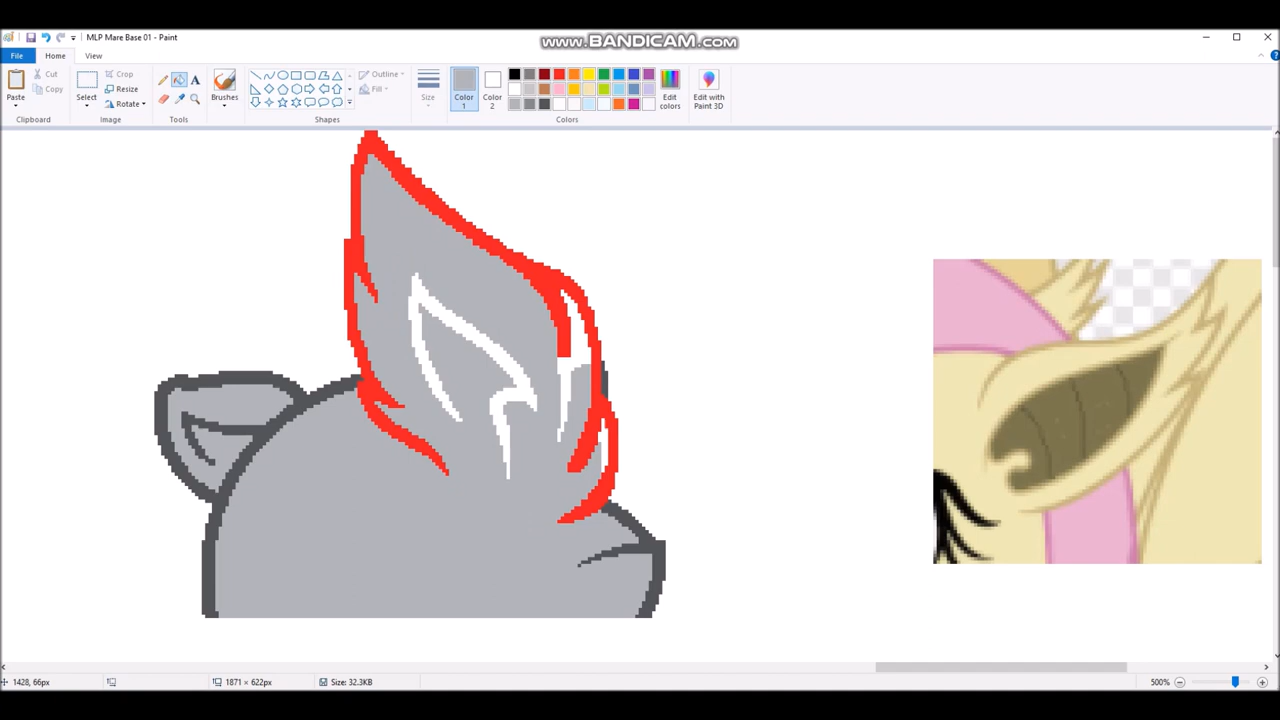 www.BANDICAM.com
MLP Mare Base 01 - Paint
File Home View
Paste
Cut
Copy
Clipboard
Select
Crop
Resize
Rotate
Image
A
Tools
Brushes
Outline
Fill
Shapes
Size
Color 1
Color 2
Edit colors
Colors
Edit with Paint 3D
1428, 66px
1871 × 622px
Size: 32.3KB
500%